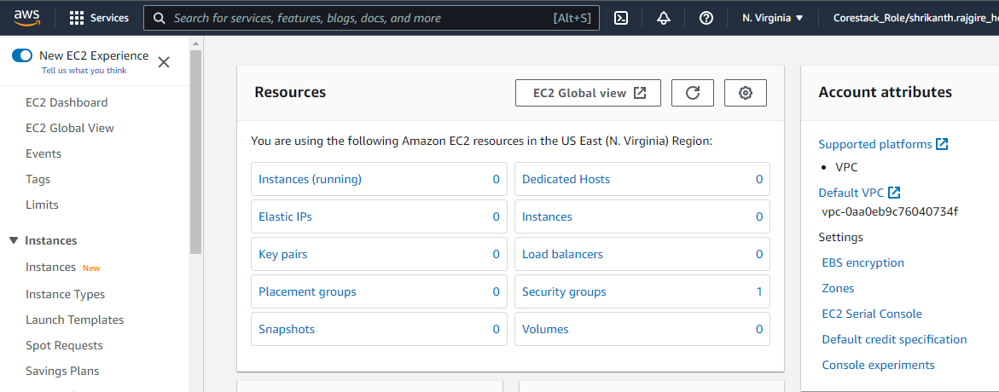 aws
Services
Search for services, features, blogs, docs, and more
[Alt+S]
N. Virginia
Corestack_Role/shrikanth.rajgire_h
New EC2 Experience
Tell us what you think
EC2 Dashboard
EC2 Global View
Events
Tags
Limits
Instances
Instances New
Instance Types
Launch Templates
Spot Requests
Savings Plans
Resources
EC2 Global view
You are using the following Amazon EC2 resources in the US East (N. Virginia) Region:
Instances (running) 0
Dedicated Hosts 0
Elastic IPs 0
Instances 0
Key pairs 0
Load balancers 0
Placement groups 0
Security groups 1
Snapshots 0
Volumes 0
Account attributes
Supported platforms
• VPC
Default VPC
vpc-0aa0eb9c76040734f
Settings
EBS encryption
Zones
EC2 Serial Console
Default credit specification
Console experiments